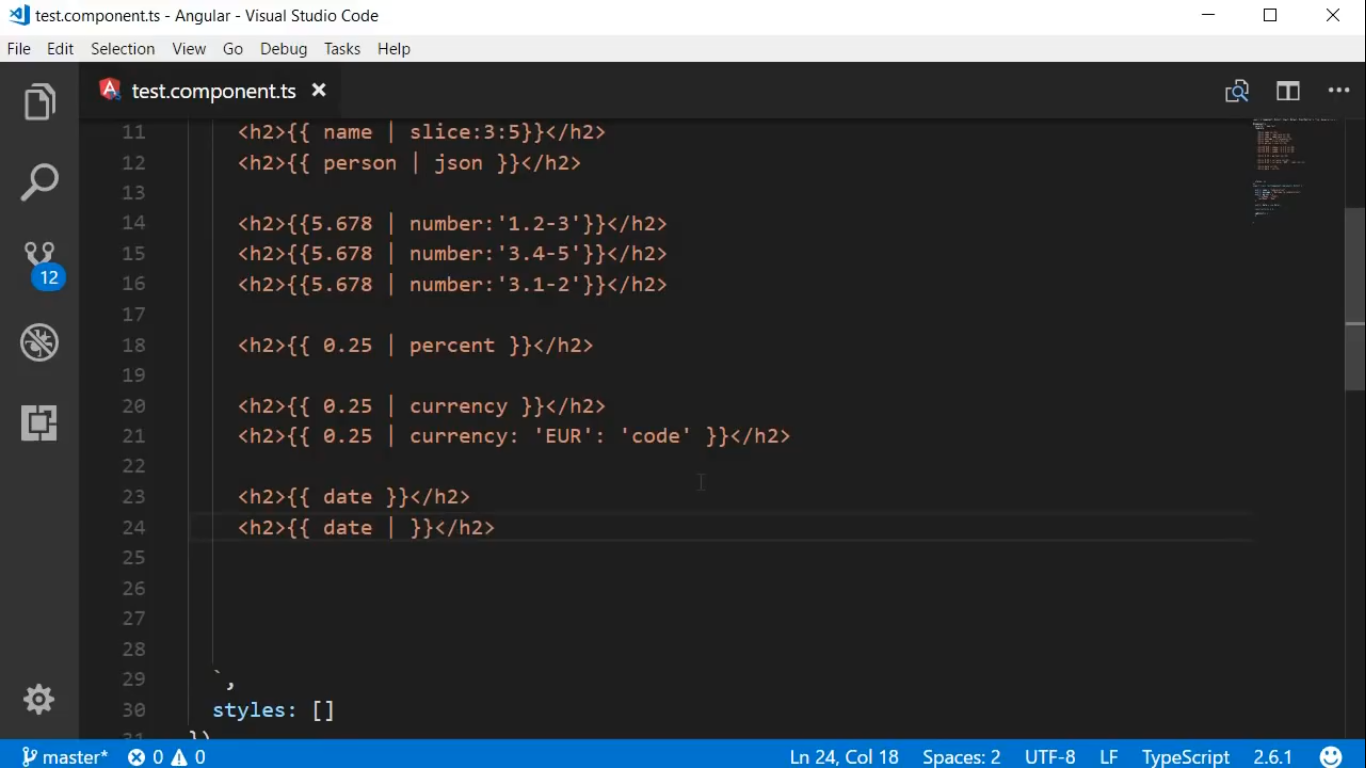 test.component.ts - Angular - Visual Studio Code
File Edit Selection View Go Debug Tasks Help
test.component.ts
11 <h2>{{ name | slice:3:5}}</h2>
12 <h2>{{ person | json }}</h2>
13
14 <h2>{{5.678 | number:'1.2-3'}}</h2>
15 <h2>{{5.678 | number:'3.4-5'}}</h2>
16 <h2>{{5.678 | number:'3.1-2'}}</h2>
17
18 <h2>{{ 0.25 | percent }}</h2>
19
20 <h2>{{ 0.25 | currency }}</h2>
21 <h2>{{ 0.25 | currency: 'EUR': 'code' }}</h2>
22
23 <h2>{{ date }}</h2>
24 <h2>{{ date | }}</h2>
25
26
27
28
29 `,
30 styles: []
31 })
12
master* 0 0 Ln 24, Col 18 Spaces: 2 UTF-8 LF TypeScript 2.6.1